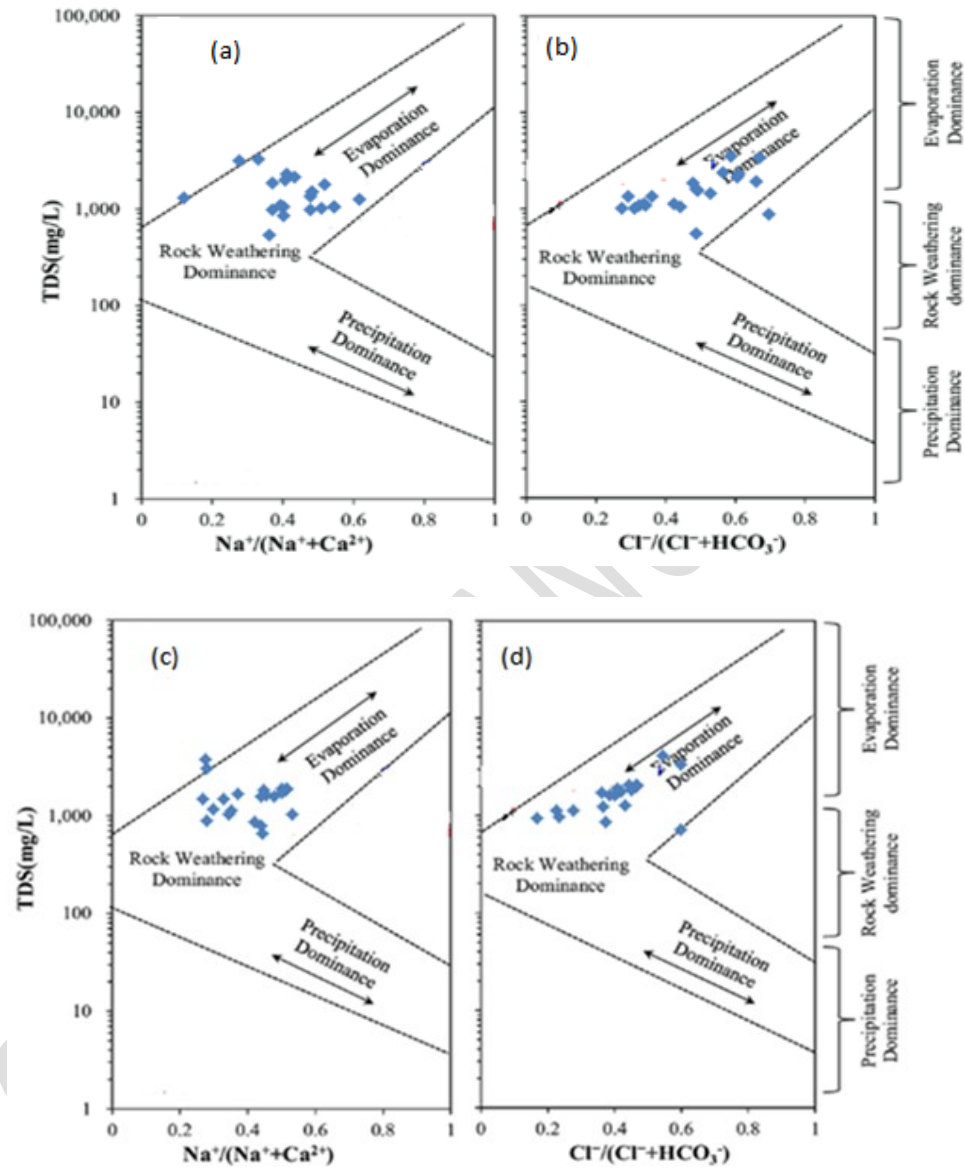 100,000
10,000
1,000
100
10
1
TDS(mg/L)
(a)
Evaporation
Dominance
Rock Weathering
Dominance
Precipitation
Dominance
0 0.2 0.4 0.6 0.8 1
Na⁺/(Na⁺+Ca²⁺)
(b)
Evaporation
Dominance
Rock Weathering
Dominance
Precipitation
Dominance
0 0.2 0.4 0.6 0.8 1
Cl⁻/(Cl⁻+HCO₃⁻)
Evaporation
Dominance
Rock Weathering
dominance
Precipitation
Dominance
100,000
10,000
1,000
100
10
1
TDS(mg/L)
(c)
Evaporation
Dominance
Rock Weathering
Dominance
Precipitation
Dominance
0 0.2 0.4 0.6 0.8 1
Na⁺/(Na⁺+Ca²⁺)
(d)
Evaporation
Dominance
Rock Weathering
Dominance
Precipitation
Dominance
0 0.2 0.4 0.6 0.8 1
Cl⁻/(Cl⁻+HCO₃⁻)
Evaporation
Dominance
Rock Weathering
dominance
Precipitation
Dominance